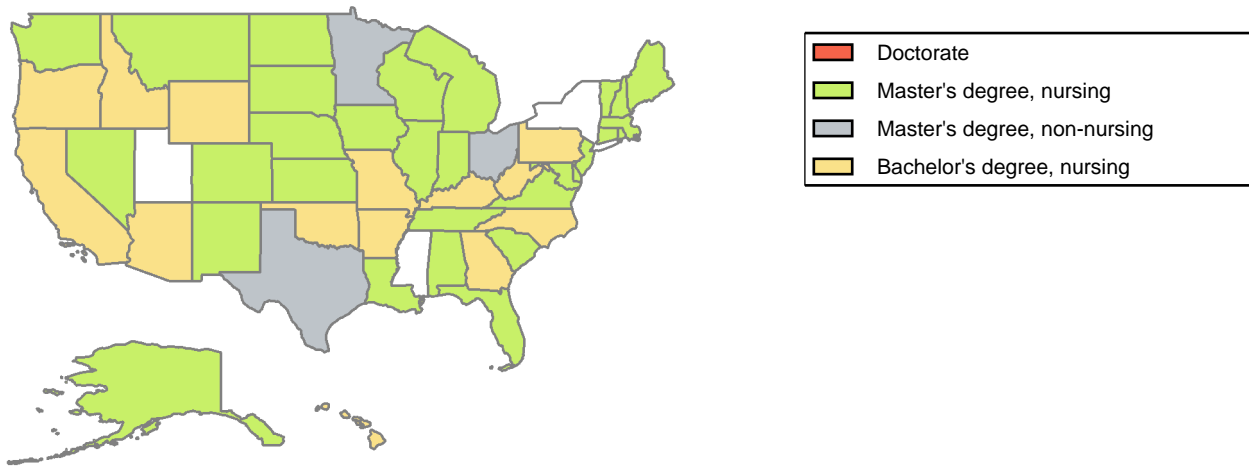 Doctorate
Master's degree, nursing
Master's degree, non-nursing
Bachelor's degree, nursing